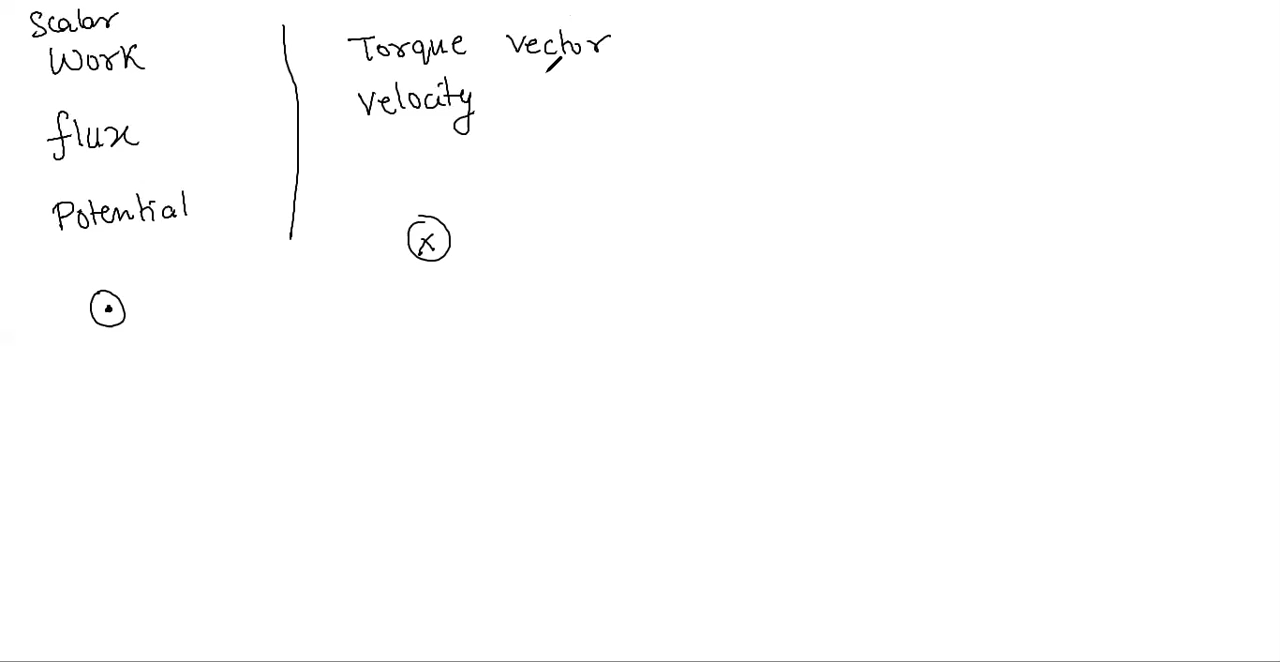 Scalar
Work
flux
Potential
Torque vector
velocity
x